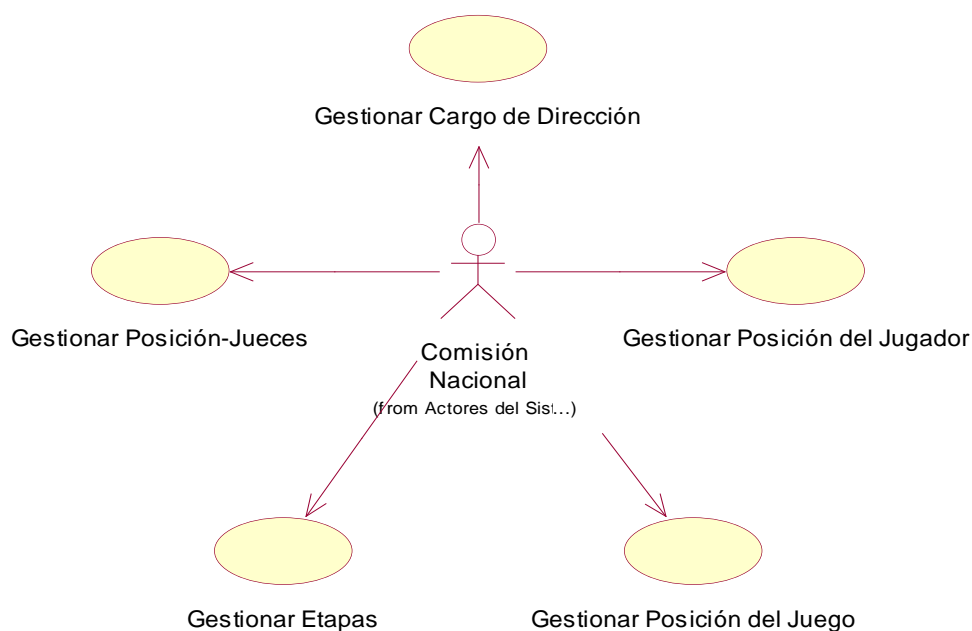 Gestionar Cargo de Dirección
Gestionar Posición-Jueces
Gestionar Posición del Jugador
Comisión
Nacional
(from Actores del Sist...)
Gestionar Etapas
Gestionar Posición del Juego